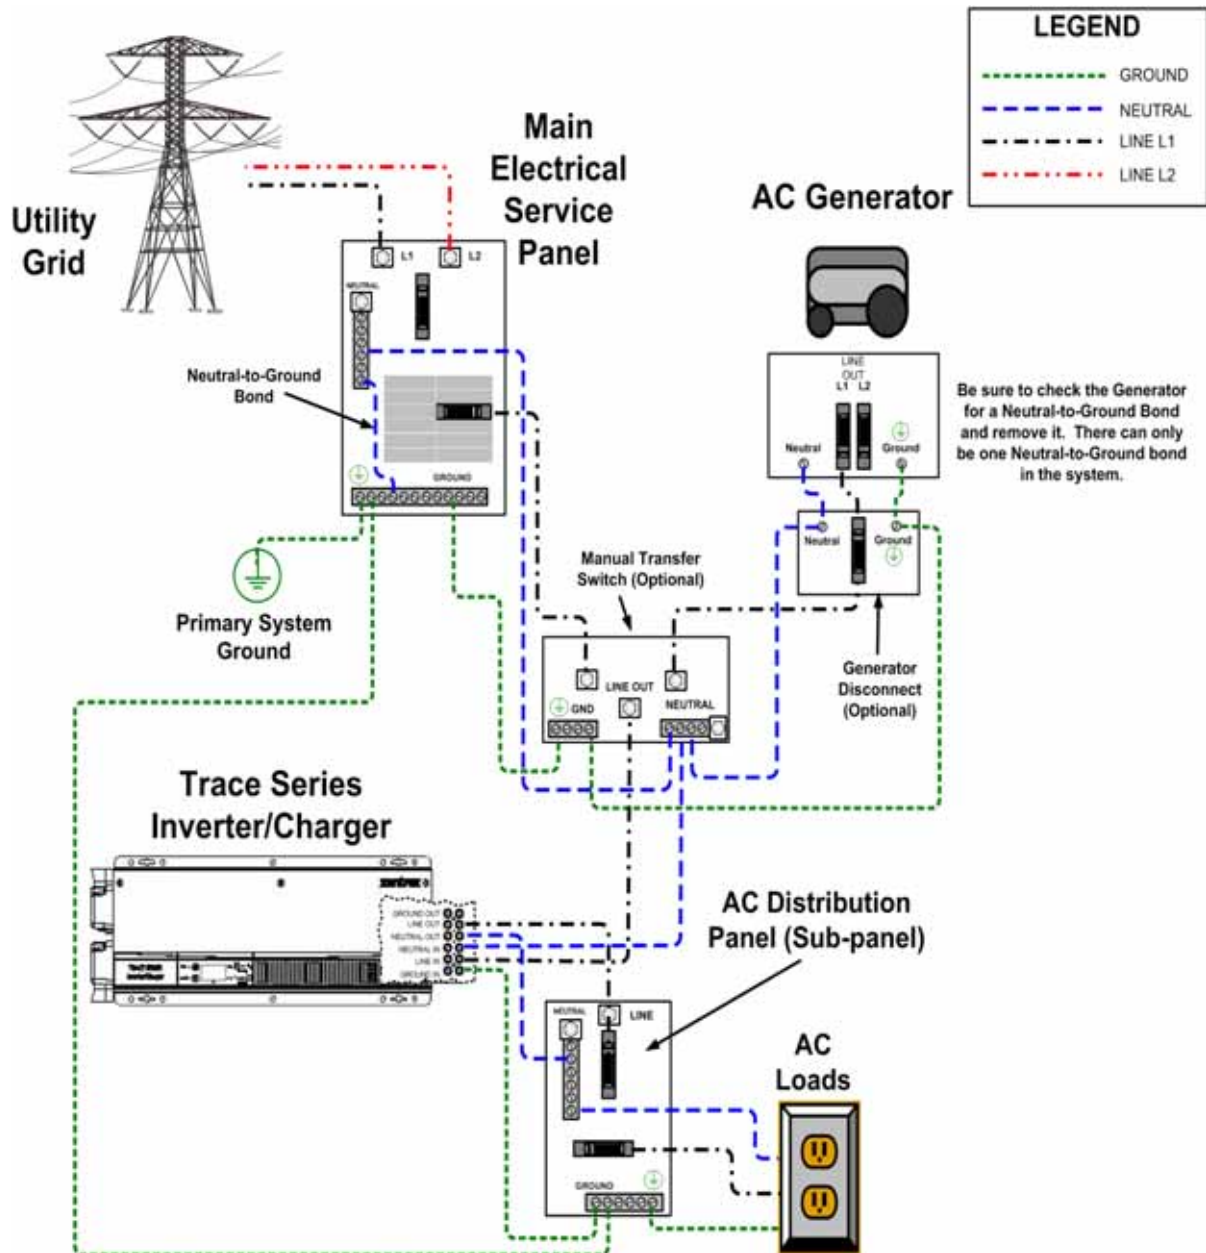 LEGEND
GROUND
NEUTRAL
LINE L1
LINE L2
Utility
Grid
Main
Electrical
Service
Panel
L1
L2
NEUTRAL
GROUND
Neutral-to-Ground
Bond
Primary System
Ground
AC Generator
LINE
OUT
L1 L2
Neutral
Ground
Be sure to check the Generator
for a Neutral-to-Ground Bond
and remove it. There can only
be one Neutral-to-Ground bond
in the system.
Neutral
Ground
Generator
Disconnect
(Optional)
Manual Transfer
Switch (Optional)
LINE OUT
GND
NEUTRAL
Trace Series
Inverter/Charger
xantrex
GROUND OUT
LINE OUT
NEUTRAL OUT
NEUTRAL IN
LINE IN
GROUND IN
AC Distribution
Panel (Sub-panel)
NEUTRAL
LINE
GROUND
AC
Loads